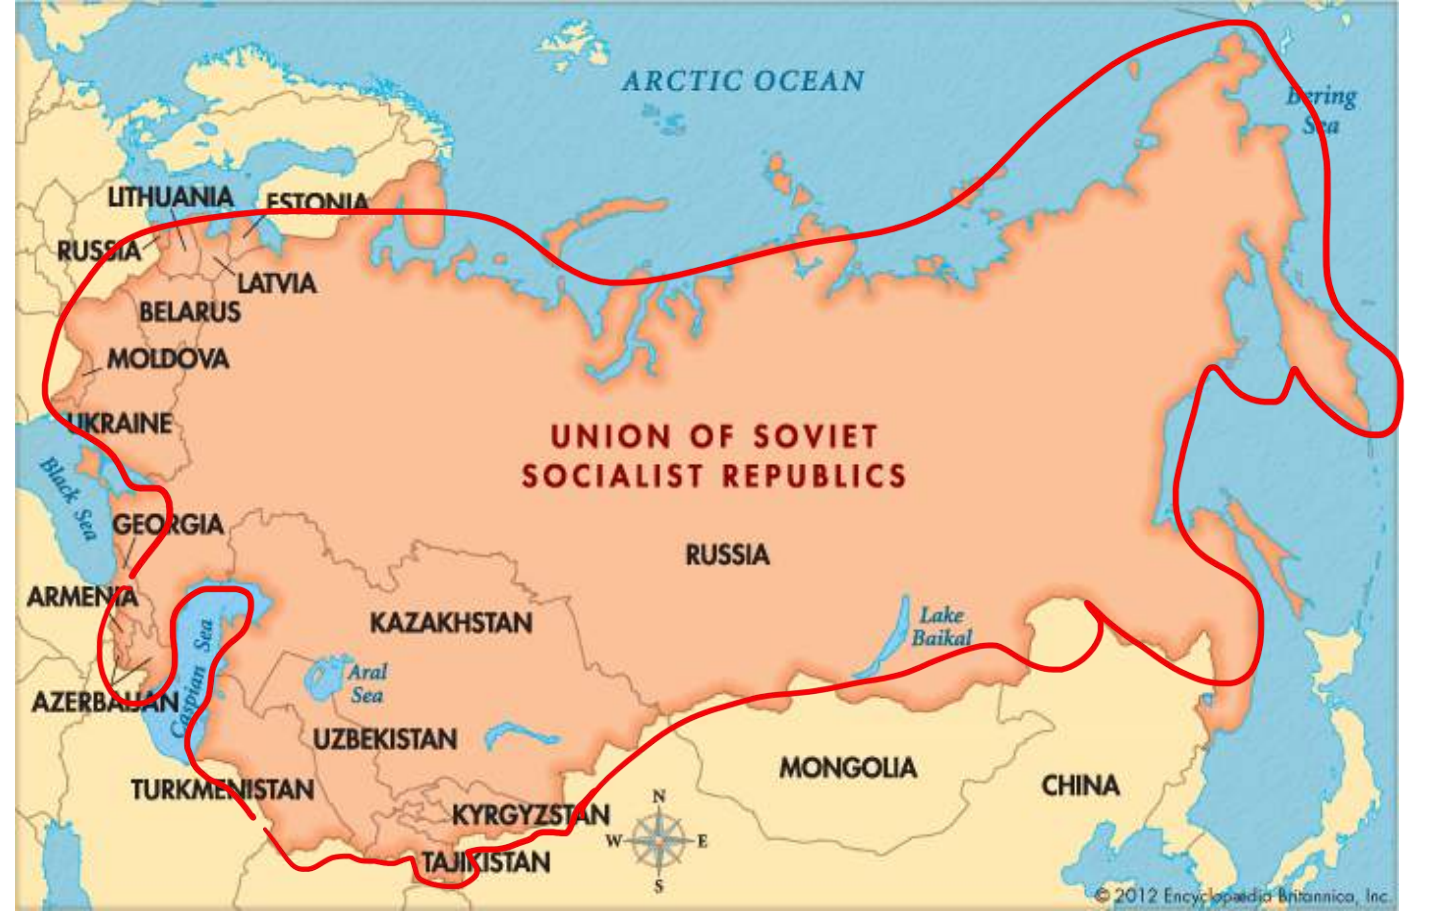 ARCTIC OCEAN
Bering
Sea
LITHUANIA
ESTONIA
RUSSIA
LATVIA
BELARUS
MOLDOVA
UKRAINE
Black Sea
GEORGIA
ARMENIA
AZERBAIJAN
Caspian Sea
UNION OF SOVIET
SOCIALIST REPUBLICS
RUSSIA
KAZAKHSTAN
Lake
Baikal
Aral
Sea
UZBEKISTAN
TURKMENISTAN
KYRGYZSTAN
TAJIKISTAN
MONGOLIA
CHINA
N
W
E
S
© 2012 Encyclopædia Britannica, Inc.